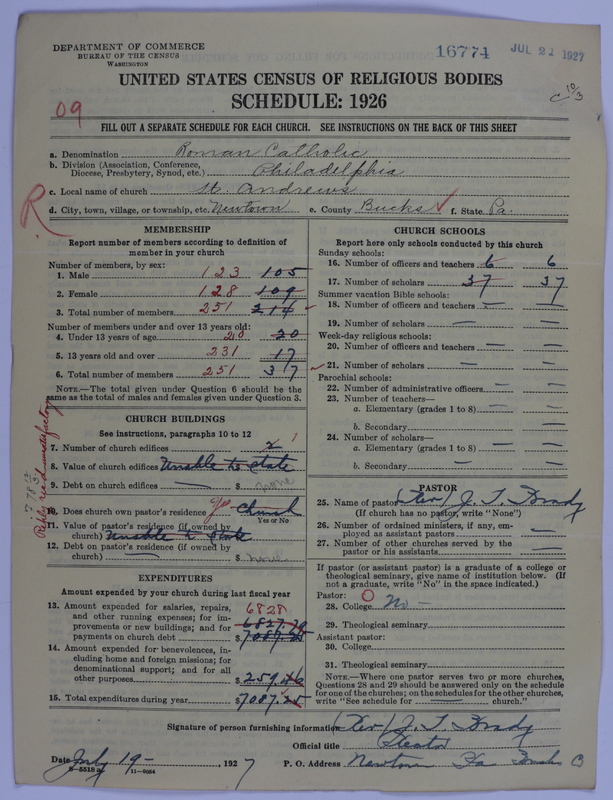 DEPARTMENT OF COMMERCE
BUREAU OF THE CENSUS
WASHINGTON
16774 JUL 22 1927
UNITED STATES CENSUS OF RELIGIOUS BODIES
SCHEDULE: 1926
09
c 10/3
FILL OUT A SEPARATE SCHEDULE FOR EACH CHURCH. SEE INSTRUCTIONS ON THE BACK OF THIS SHEET
a. Denomination Roman Catholic
b. Division (Association, Conference, Diocese, Presbytery, Synod, etc.) Philadelphia
c. Local name of church St. Andrews
R
d. City, town, village, or township, etc. Newtown e. County Bucks f. State Pa.
MEMBERSHIP
Report number of members according to definition of member in your church
Number of members, by sex:
1. Male 123 105
2. Female 128 109
3. Total number of members 251 214
Number of members under and over 13 years old:
4. Under 13 years of age 20 20
5. 13 years old and over 231 17
6. Total number of members 251 37
NOTE.—The total given under Question 6 should be the same as the total of males and females given under Question 3.
CHURCH BUILDINGS
See instructions, paragraphs 10 to 12
7. Number of church edifices 2 1
8. Value of church edifices Unable to state
9. Debt on church edifices — $ none
10. Does church own pastor's residence? yes Church
Yes or No
11. Value of pastor's residence (if owned by church) Unable to state
12. Debt on pastor's residence (if owned by church) — $ none
EXPENDITURES
Amount expended by your church during last fiscal year
13. Amount expended for salaries, repairs, and other running expenses; for improvements or new buildings; and for payments on church debt 6828 6827.79 $7087.25
14. Amount expended for benevolences, including home and foreign missions; for denominational support; and for all other purposes $259.46
15. Total expenditures during year $7087.25
CHURCH SCHOOLS
Report here only schools conducted by this church
Sunday schools:
16. Number of officers and teachers 6 6
17. Number of scholars 37 37
Summer vacation Bible schools:
18. Number of officers and teachers — —
19. Number of scholars — —
Week-day religious schools:
20. Number of officers and teachers — —
21. Number of scholars — —
Parochial schools:
22. Number of administrative officers — —
23. Number of teachers—
a. Elementary (grades 1 to 8) — —
b. Secondary — —
24. Number of scholars—
a. Elementary (grades 1 to 8) — —
b. Secondary — —
PASTOR
25. Name of pastor (Rev) J. T. Brady
(If church has no pastor, write "None")
26. Number of ordained ministers, if any, employed as assistant pastors —
27. Number of other churches served by the pastor or his assistants —
If pastor (or assistant pastor) is a graduate of a college or theological seminary, give name of institution below. (If not a graduate, write "No" in the space indicated.)
Pastor: O
28. College No —
29. Theological seminary
Assistant pastor:
30. College
31. Theological seminary
NOTE.—Where one pastor serves two or more churches, Questions 28 and 29 should be answered only on the schedule for one of the churches; on the schedules for the other churches, write "See schedule for — church."
Signature of person furnishing information (Rev) J. T. Brady
Official title Rector
Date July 19 — , 1927 P. O. Address Newtown Pa Bucks Co
8—5518a 11—9084